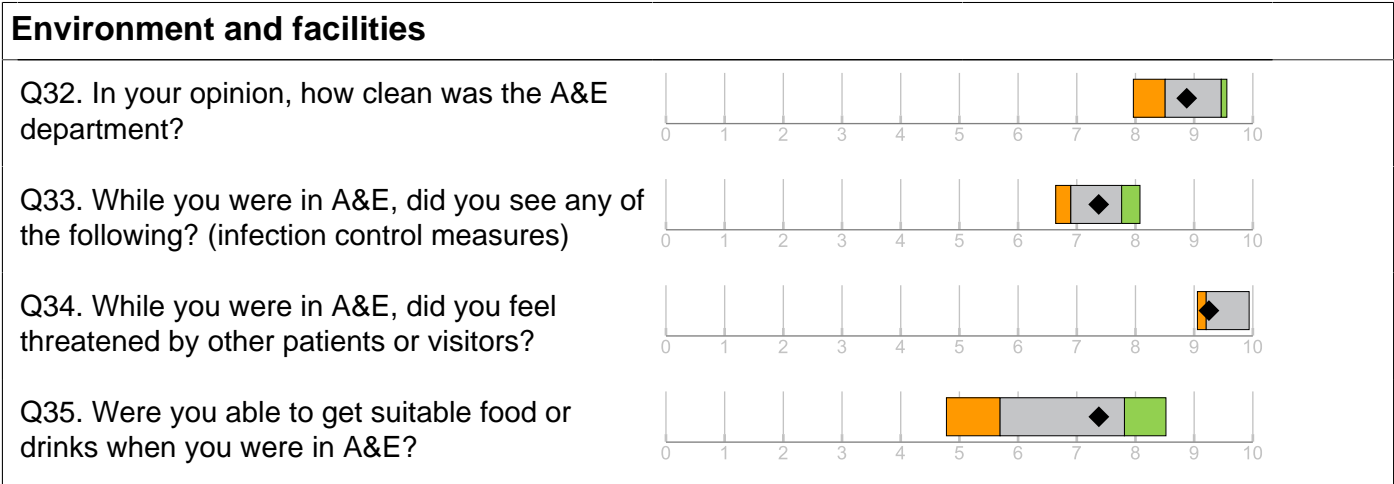 Environment and facilities
Q32. In your opinion, how clean was the A&E
department?
0 1 2 3 4 5 6 7 8 9 10
Q33. While you were in A&E, did you see any of
the following? (infection control measures)
0 1 2 3 4 5 6 7 8 9 10
Q34. While you were in A&E, did you feel
threatened by other patients or visitors?
0 1 2 3 4 5 6 7 8 9 10
Q35. Were you able to get suitable food or
drinks when you were in A&E?
0 1 2 3 4 5 6 7 8 9 10